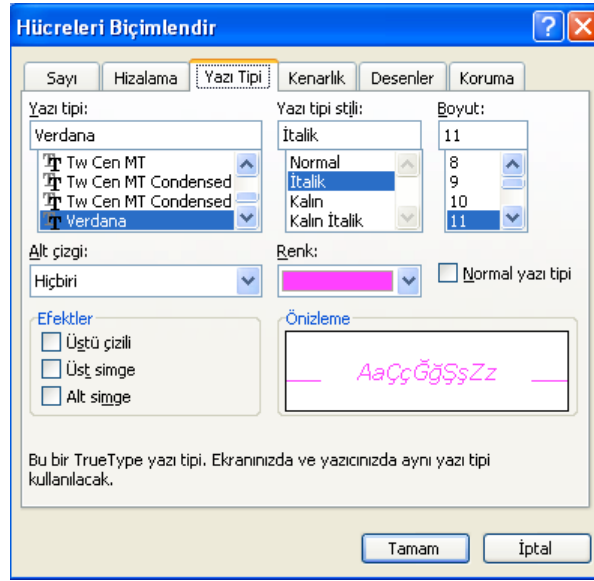 Hücreleri Biçimlendir
Sayı Hizalama Yazı Tipi Kenarlık Desenler Koruma
Yazı tipi: Yazı tipi stili: Boyut:
Verdana İtalik 11
Tw Cen MT Normal 8
Tw Cen MT Condensed İtalik 9
Tw Cen MT Condensed Kalın 10
Verdana Kalın İtalik 11
Alt çizgi: Renk:
Hiçbiri Normal yazı tipi
Efektler Önizleme
Üstü çizili
Üst simge AaÇçĞğŞşZz
Alt simge
Bu bir TrueType yazı tipi. Ekranınızda ve yazıcınızda aynı yazı tipi
kullanılacak.
Tamam İptal